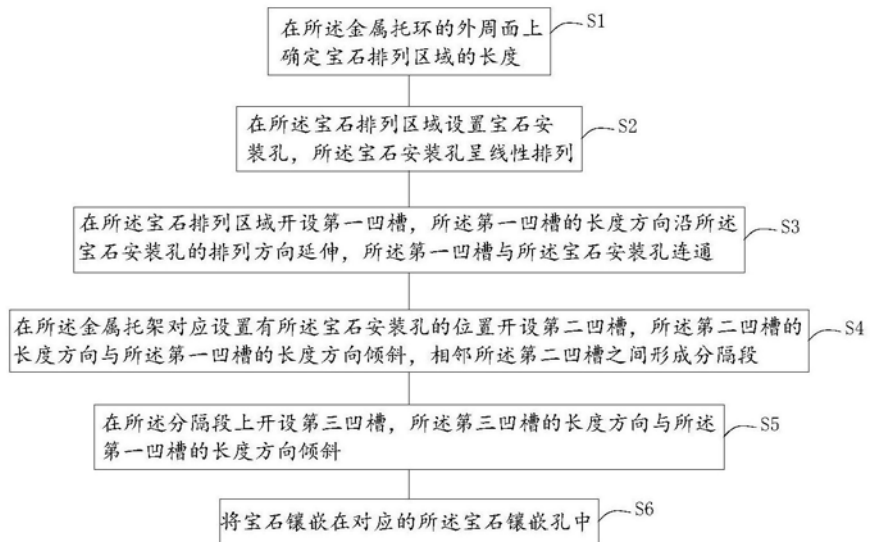 在所述金属托环的外周面上
确定宝石排列区域的长度
S1
在所述宝石排列区域设置宝石安
装孔，所述宝石安装孔呈线性排列
S2
在所述宝石排列区域开设第一凹槽，所述第一凹槽的长度方向沿所述
宝石安装孔的排列方向延伸，所述第一凹槽与所述宝石安装孔连通
S3
在所述金属托架对应设置有所述宝石安装孔的位置开设第二凹槽，所述第二凹槽的
长度方向与所述第一凹槽的长度方向倾斜，相邻所述第二凹槽之间形成分隔段
S4
在所述分隔段上开设第三凹槽，所述第三凹槽的长度方向与所述
第一凹槽的长度方向倾斜
S5
将宝石镶嵌在对应的所述宝石镶嵌孔中
S6